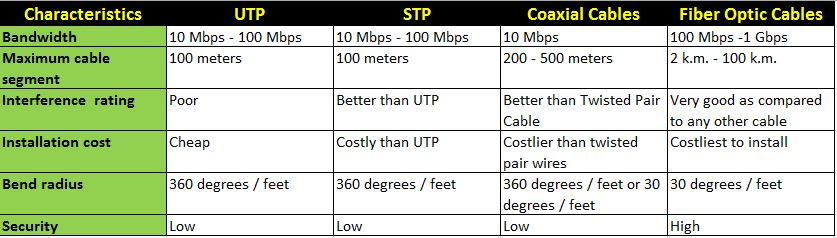 Characteristics UTP STP Coaxial Cables Fiber Optic Cables
Bandwidth 10 Mbps - 100 Mbps 10 Mbps - 100 Mbps 10 Mbps 100 Mbps -1 Gbps
Maximum cable 100 meters 100 meters 200 - 500 meters 2 k.m. - 100 k.m.
segment
Interference rating Poor Better than UTP Better than Twisted Pair Very good as compared
Cable to any other cable
Installation cost Cheap Costly than UTP Costlier than twisted Costliest to install
pair wires
Bend radius 360 degrees / feet 360 degrees / feet 360 degrees / feet or 30 30 degrees / feet
degrees / feet
Security Low Low Low High